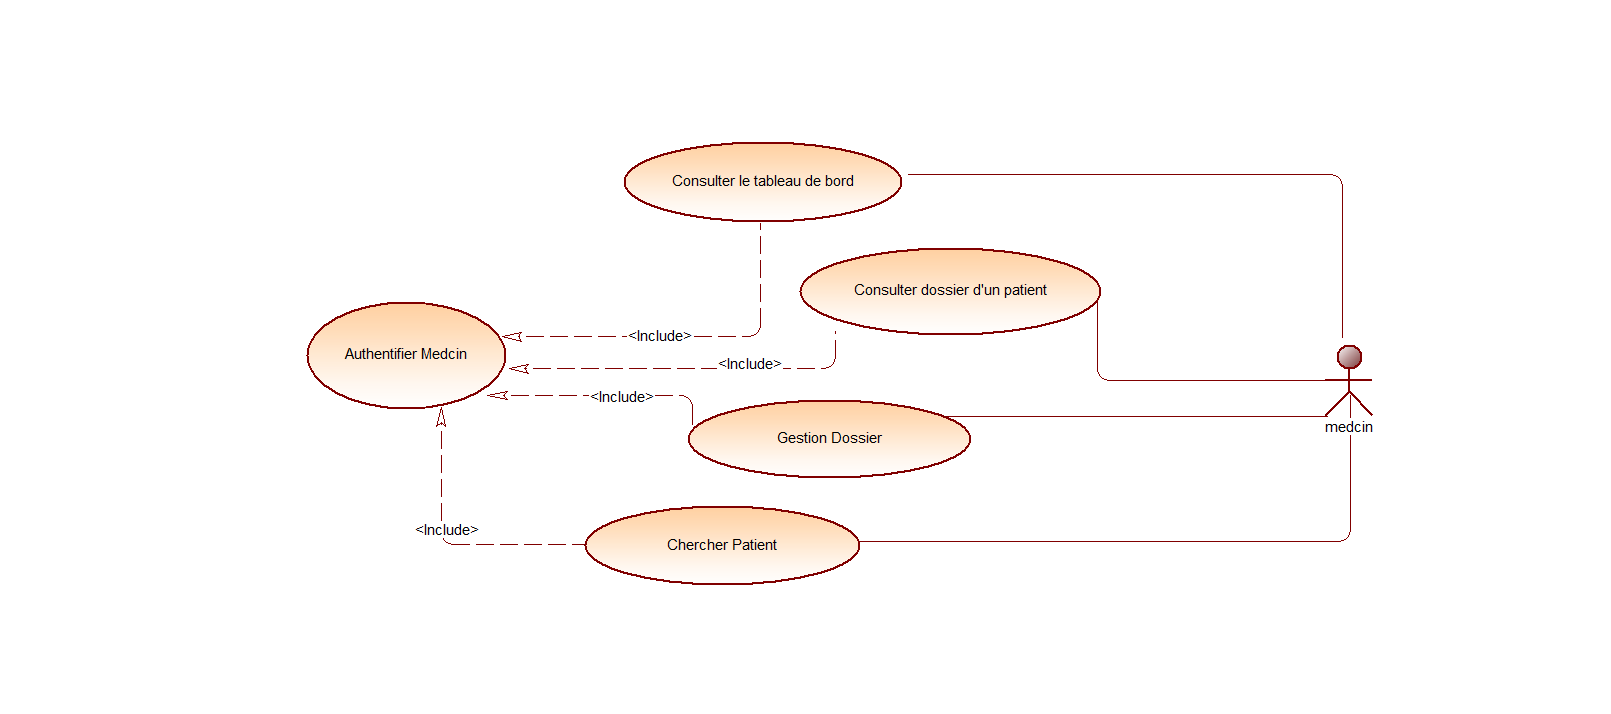 Consulter le tableau de bord
Consulter dossier d'un patient
<Include>
Authentifier Medcin
<Include>
<Include>
medcin
Gestion Dossier
<Include>
Chercher Patient